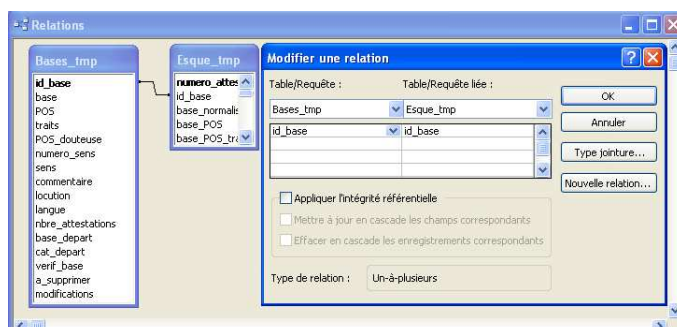 Relations
Bases_tmp
id_base
base
POS
traits
POS_douteuse
numero_sens
sens
commentaire
locution
langue
nbre_attestations
base_depart
cat_depart
verif_base
a_supprimer
modifications
Esque_tmp
numero_attes
id_base
base_normalis
base_POS
base_POS_tra
Modifier une relation
Table/Requête :
Table/Requête liée :
Bases_tmp
Esque_tmp
id_base
id_base
Appliquer l'intégrité référentielle
Mettre à jour en cascade les champs correspondants
Effacer en cascade les enregistrements correspondants
Type de relation :
Un-à-plusieurs
OK
Annuler
Type jointure...
Nouvelle relation...